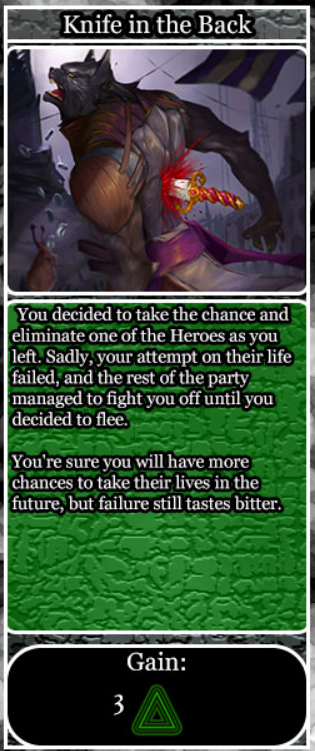 Knife in the Back
You decided to take the chance and
eliminate one of the Heroes as you
left. Sadly, your attempt on their life
failed, and the rest of the party
managed to fight you off until you
decided to flee.
You're sure you will have more
chances to take their lives in the
future, but failure still tastes bitter.
Gain:
3